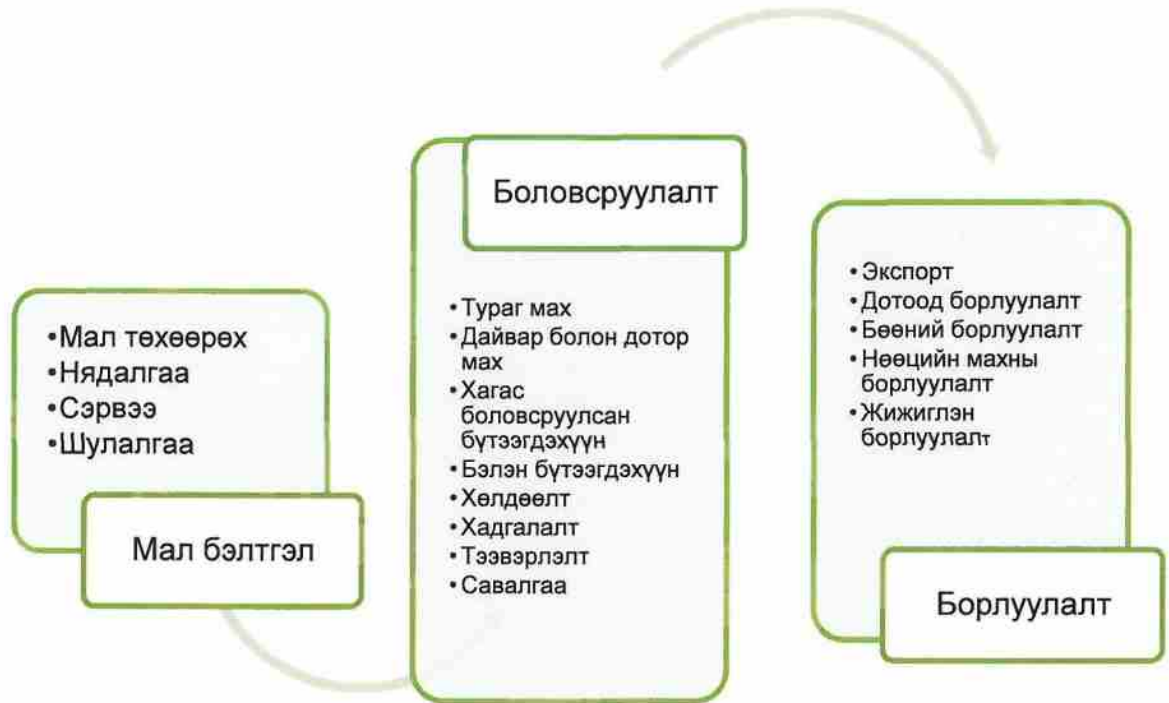 •Мал төхөөрөх
•Нядалгаа
•Сэрвээ
•Шулалгаа
Мал бэлтгэл
Боловсруулалт
•Тураг мах
•Дайвар болон дотор
мах
•Хагас
боловсруулсан
бүтээгдэхүүн
•Бэлэн бүтээгдэхүүн
•Хөлдөөлт
•Хадгалалт
•Тээвэрлэлт
•Савалгаа
•Экспорт
•Дотоод борлуулалт
•Бөөний борлуулалт
•Нөөцийн махны
борлуулалт
•Жижиглэн
борлуулалт
Борлуулалт